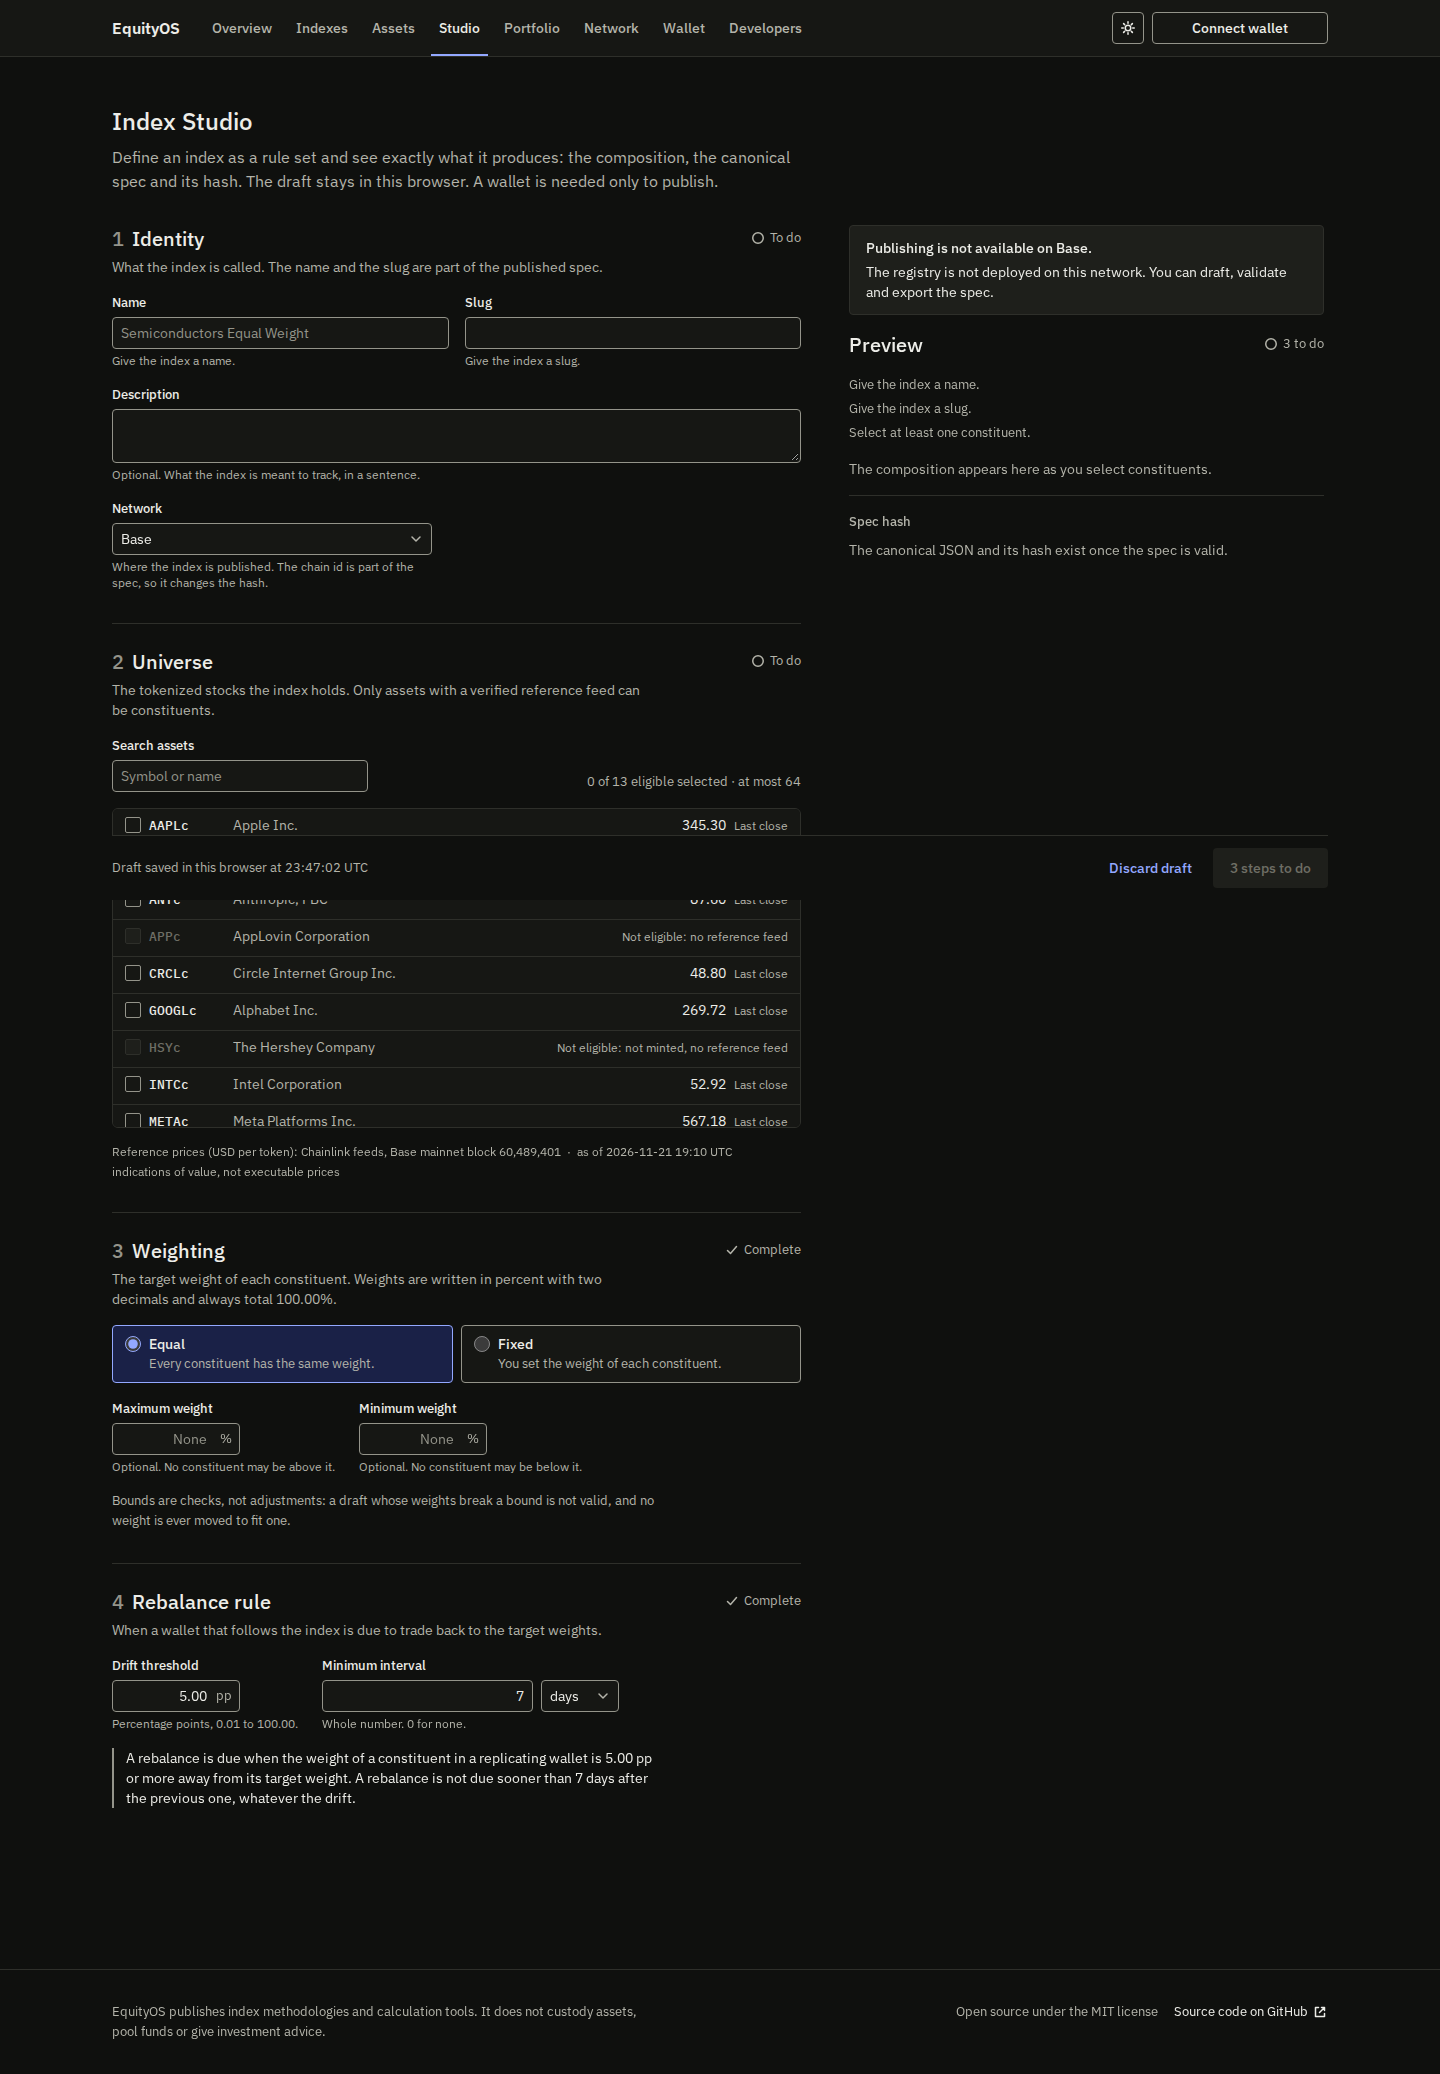 EquityOS
Overview
Indexes
Assets
Studio
Portfolio
Network
Wallet
Developers
Connect wallet
Index Studio
Define an index as a rule set and see exactly what it produces: the composition, the canonical
spec and its hash. The draft stays in this browser. A wallet is needed only to publish.
1 Identity
To do
What the index is called. The name and the slug are part of the published spec.
Name
Slug
Semiconductors Equal Weight
Give the index a name.
Give the index a slug.
Description
Optional. What the index is meant to track, in a sentence.
Network
Base
Where the index is published. The chain id is part of the
spec, so it changes the hash.
Publishing is not available on Base.
The registry is not deployed on this network. You can draft, validate
and export the spec.
Preview
3 to do
Give the index a name.
Give the index a slug.
Select at least one constituent.
The composition appears here as you select constituents.
Spec hash
The canonical JSON and its hash exist once the spec is valid.
2 Universe
To do
The tokenized stocks the index holds. Only assets with a verified reference feed can
be constituents.
Search assets
Symbol or name
0 of 13 eligible selected · at most 64
AAPLc Apple Inc. 345.30 Last close
Draft saved in this browser at 23:47:02 UTC
Discard draft
3 steps to do
Anthropic, PBC Last close
APPc AppLovin Corporation Not eligible: no reference feed
CRCLc Circle Internet Group Inc. 48.80 Last close
GOOGLc Alphabet Inc. 269.72 Last close
HSYc The Hershey Company Not eligible: not minted, no reference feed
INTCc Intel Corporation 52.92 Last close
METAc Meta Platforms Inc. 567.18 Last close
Reference prices (USD per token): Chainlink feeds, Base mainnet block 60,489,401 · as of 2026-11-21 19:10 UTC
indications of value, not executable prices
3 Weighting
Complete
The target weight of each constituent. Weights are written in percent with two
decimals and always total 100.00%.
Equal
Every constituent has the same weight.
Fixed
You set the weight of each constituent.
Maximum weight
Minimum weight
None %
None %
Optional. No constituent may be above it.
Optional. No constituent may be below it.
Bounds are checks, not adjustments: a draft whose weights break a bound is not valid, and no
weight is ever moved to fit one.
4 Rebalance rule
Complete
When a wallet that follows the index is due to trade back to the target weights.
Drift threshold
Minimum interval
5.00 pp
7
days
Percentage points, 0.01 to 100.00.
Whole number. 0 for none.
A rebalance is due when the weight of a constituent in a replicating wallet is 5.00 pp
or more away from its target weight. A rebalance is not due sooner than 7 days after
the previous one, whatever the drift.
EquityOS publishes index methodologies and calculation tools. It does not custody assets,
pool funds or give investment advice.
Open source under the MIT license
Source code on GitHub